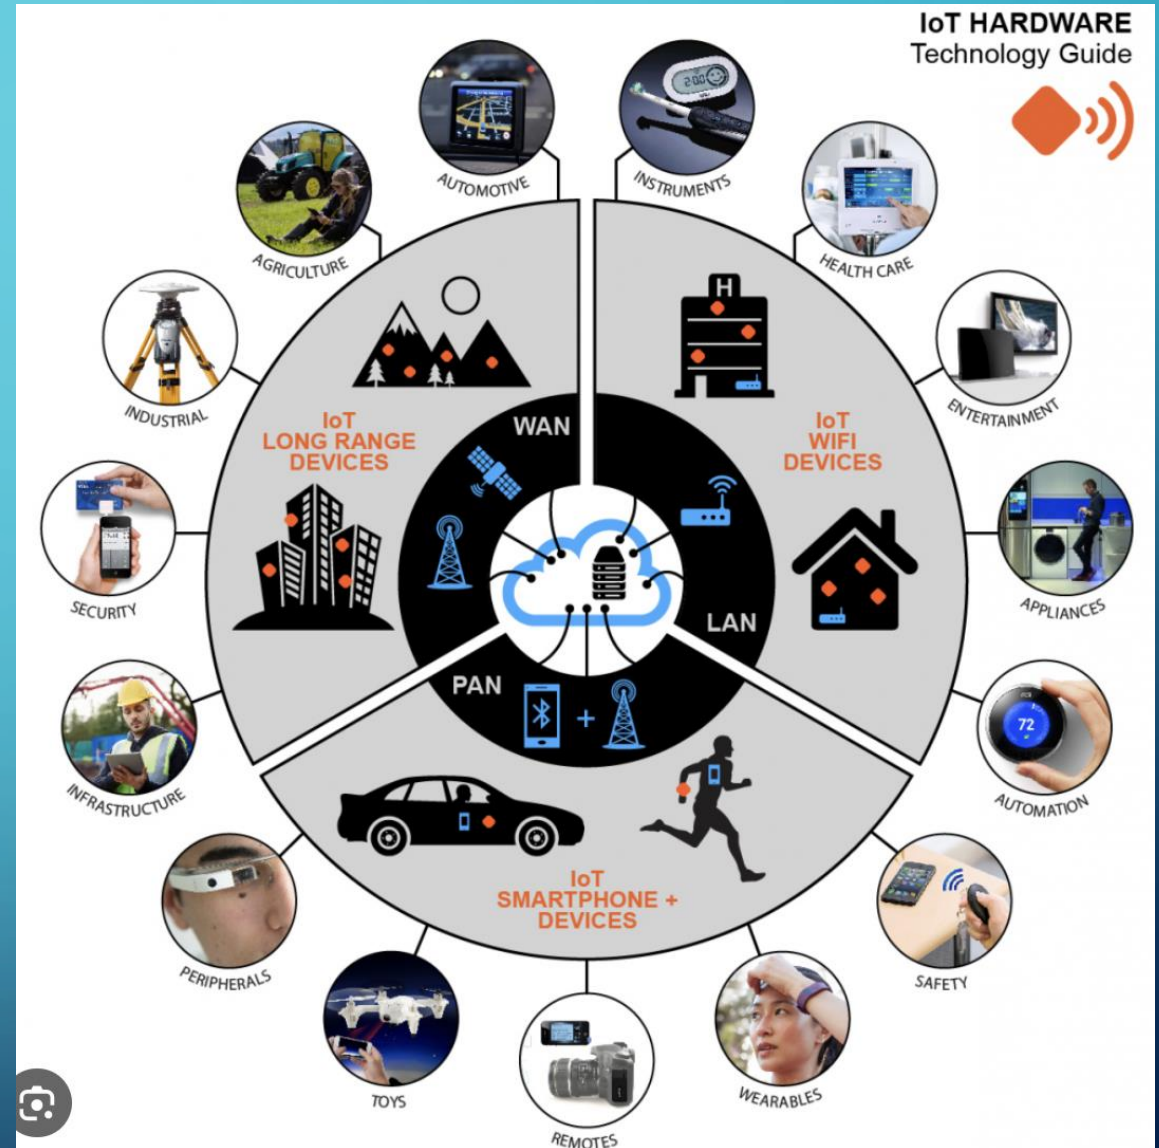 IoT HARDWARE
Technology Guide
AUTOMOTIVE
INSTRUMENTS
AGRICULTURE
HEALTH CARE
INDUSTRIAL
ENTERTAINMENT
H
WAN
IoT
LONG RANGE
DEVICES
IoT
WIFI
DEVICES
SECURITY
APPLIANCES
LAN
PAN
+
72
INFRASTRUCTURE
AUTOMATION
IoT
SMARTPHONE +
DEVICES
PERIPHERALS
SAFETY
TOYS
WEARABLES
REMOTES